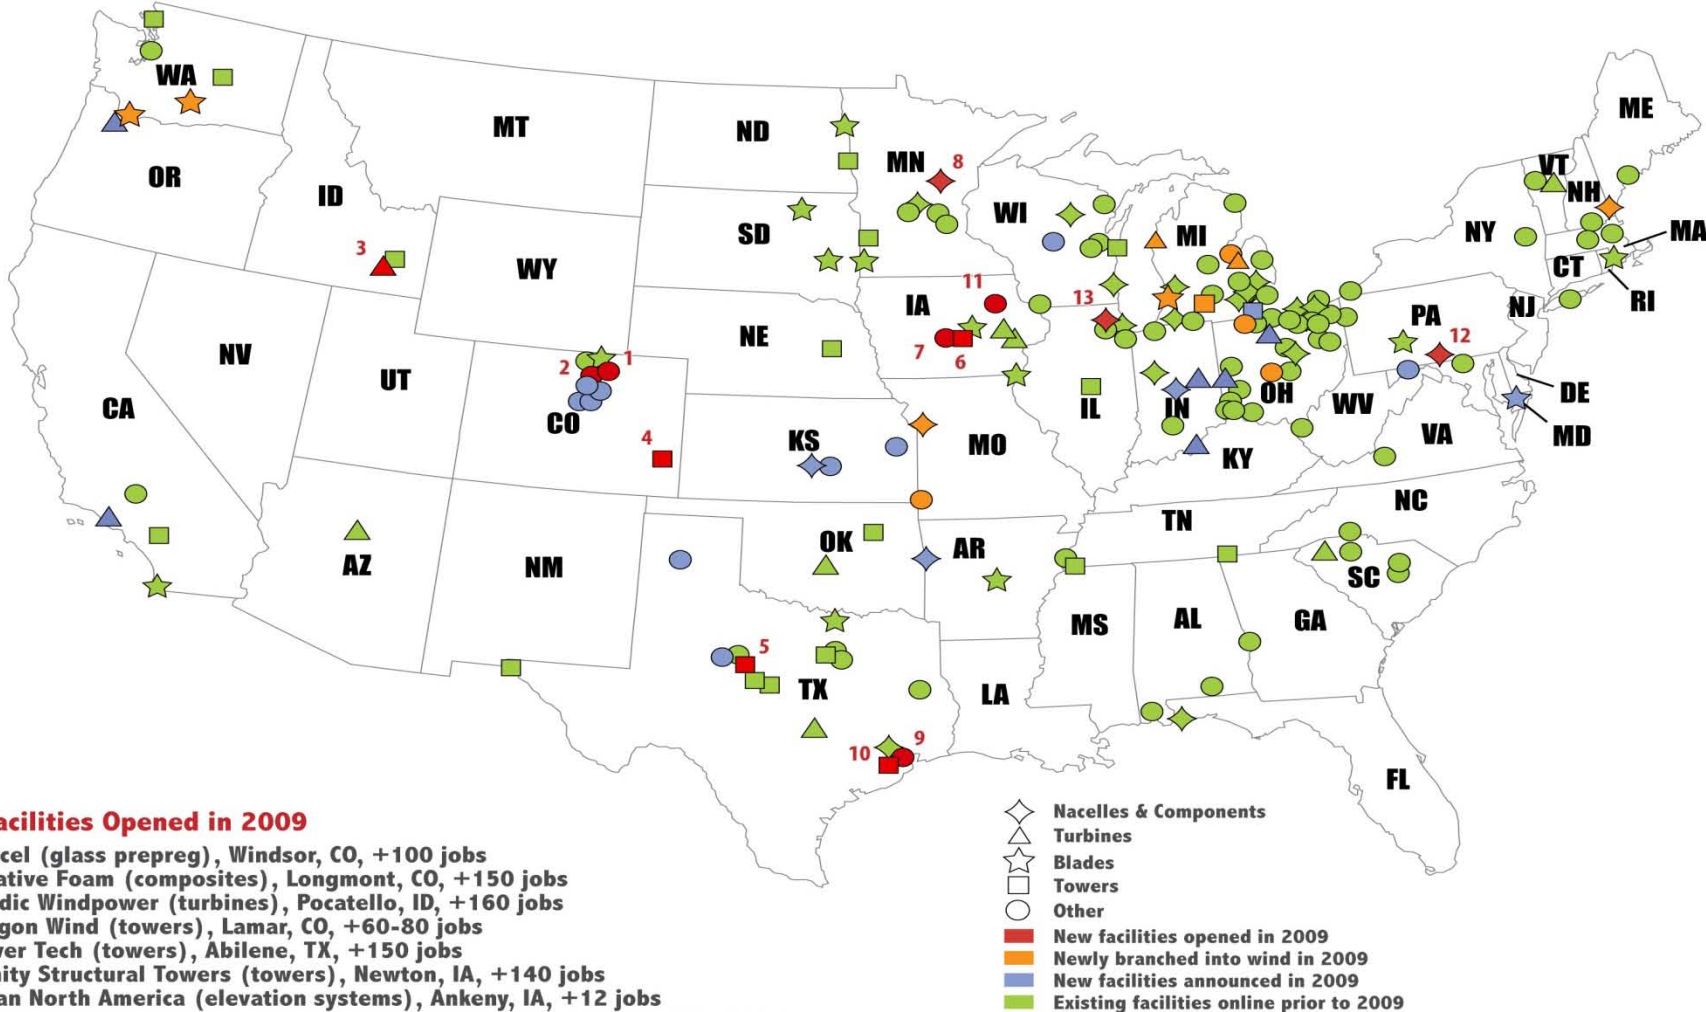 WA
MT
ND
MN
8
ME
VT
NH
OR
ID
SD
WI
MI
NY
MA
3
WY
CT
11
IA
13
RI
NJ
PA
NV
NE
7
6
12
2
1
UT
CA
CO
IL
IN
OH
WV
DE
MD
4
KS
MO
KY
VA
NC
TN
AZ
NM
OK
AR
SC
MS
AL
GA
5
TX
LA
9
10
FL
acilities Opened in 2009
cel (glass prepreg), Windsor, CO, +100 jobs
ative Foam (composites), Longmont, CO, +150 jobs
dic Windpower (turbines), Pocatello, ID, +160 jobs
gon Wind (towers), Lamar, CO, +60-80 jobs
er Tech (towers), Abilene, TX, +150 jobs
ity Structural Towers (towers), Newton, IA, +140 jobs
an North America (elevation systems), Ankeny, IA, +12 jobs
Nacelles & Components
Turbines
Blades
Towers
Other
New facilities opened in 2009
Newly branched into wind in 2009
New facilities announced in 2009
Existing facilities online prior to 2009